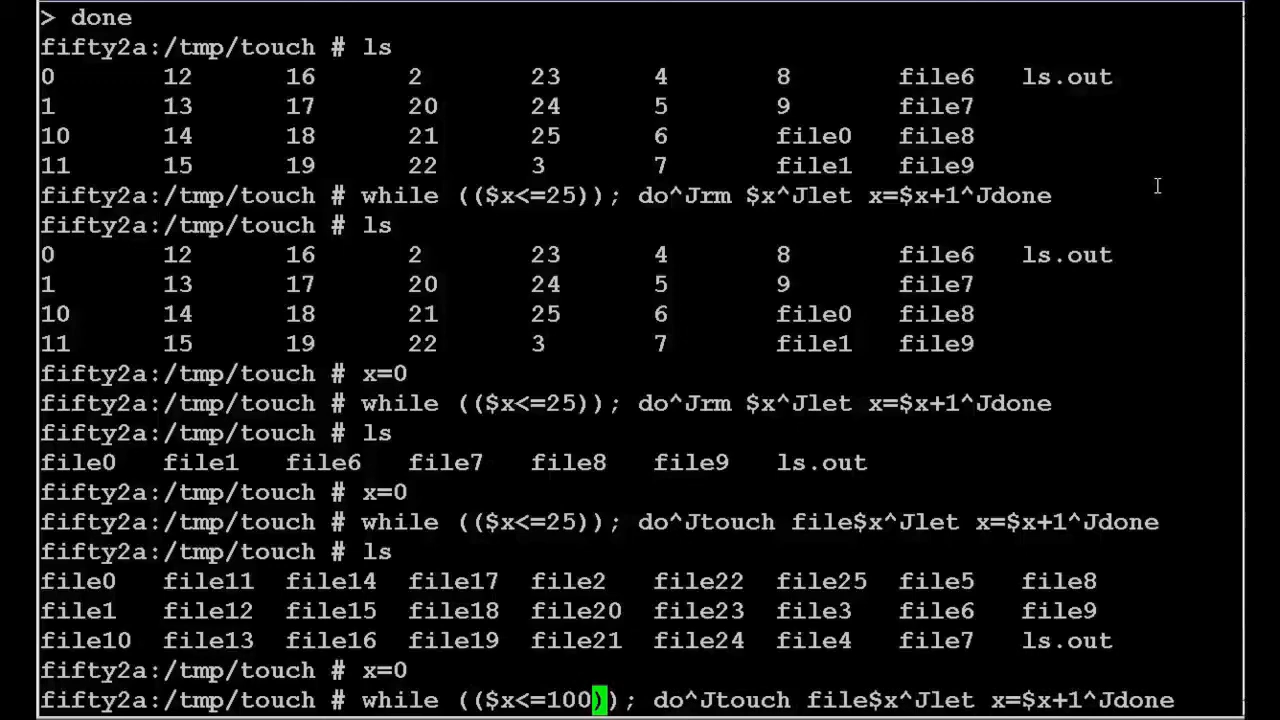 > done
fifty2a:/tmp/touch # ls
0 12 16 2 23 4 8 file6 ls.out
1 13 17 20 24 5 9 file7
10 14 18 21 25 6 file0 file8
11 15 19 22 3 7 file1 file9
fifty2a:/tmp/touch # while (($x<=25)); do^Jrm $x^Jlet x=$x+1^Jdone
fifty2a:/tmp/touch # ls
0 12 16 2 23 4 8 file6 ls.out
1 13 17 20 24 5 9 file7
10 14 18 21 25 6 file0 file8
11 15 19 22 3 7 file1 file9
fifty2a:/tmp/touch # x=0
fifty2a:/tmp/touch # while (($x<=25)); do^Jrm $x^Jlet x=$x+1^Jdone
fifty2a:/tmp/touch # ls
file0 file1 file6 file7 file8 file9 ls.out
fifty2a:/tmp/touch # x=0
fifty2a:/tmp/touch # while (($x<=25)); do^Jtouch file$x^Jlet x=$x+1^Jdone
fifty2a:/tmp/touch # ls
file0 file11 file14 file17 file2 file22 file25 file5 file8
file1 file12 file15 file18 file20 file23 file3 file6 file9
file10 file13 file16 file19 file21 file24 file4 file7 ls.out
fifty2a:/tmp/touch # x=0
fifty2a:/tmp/touch # while (($x<=100)); do^Jtouch file$x^Jlet x=$x+1^Jdone